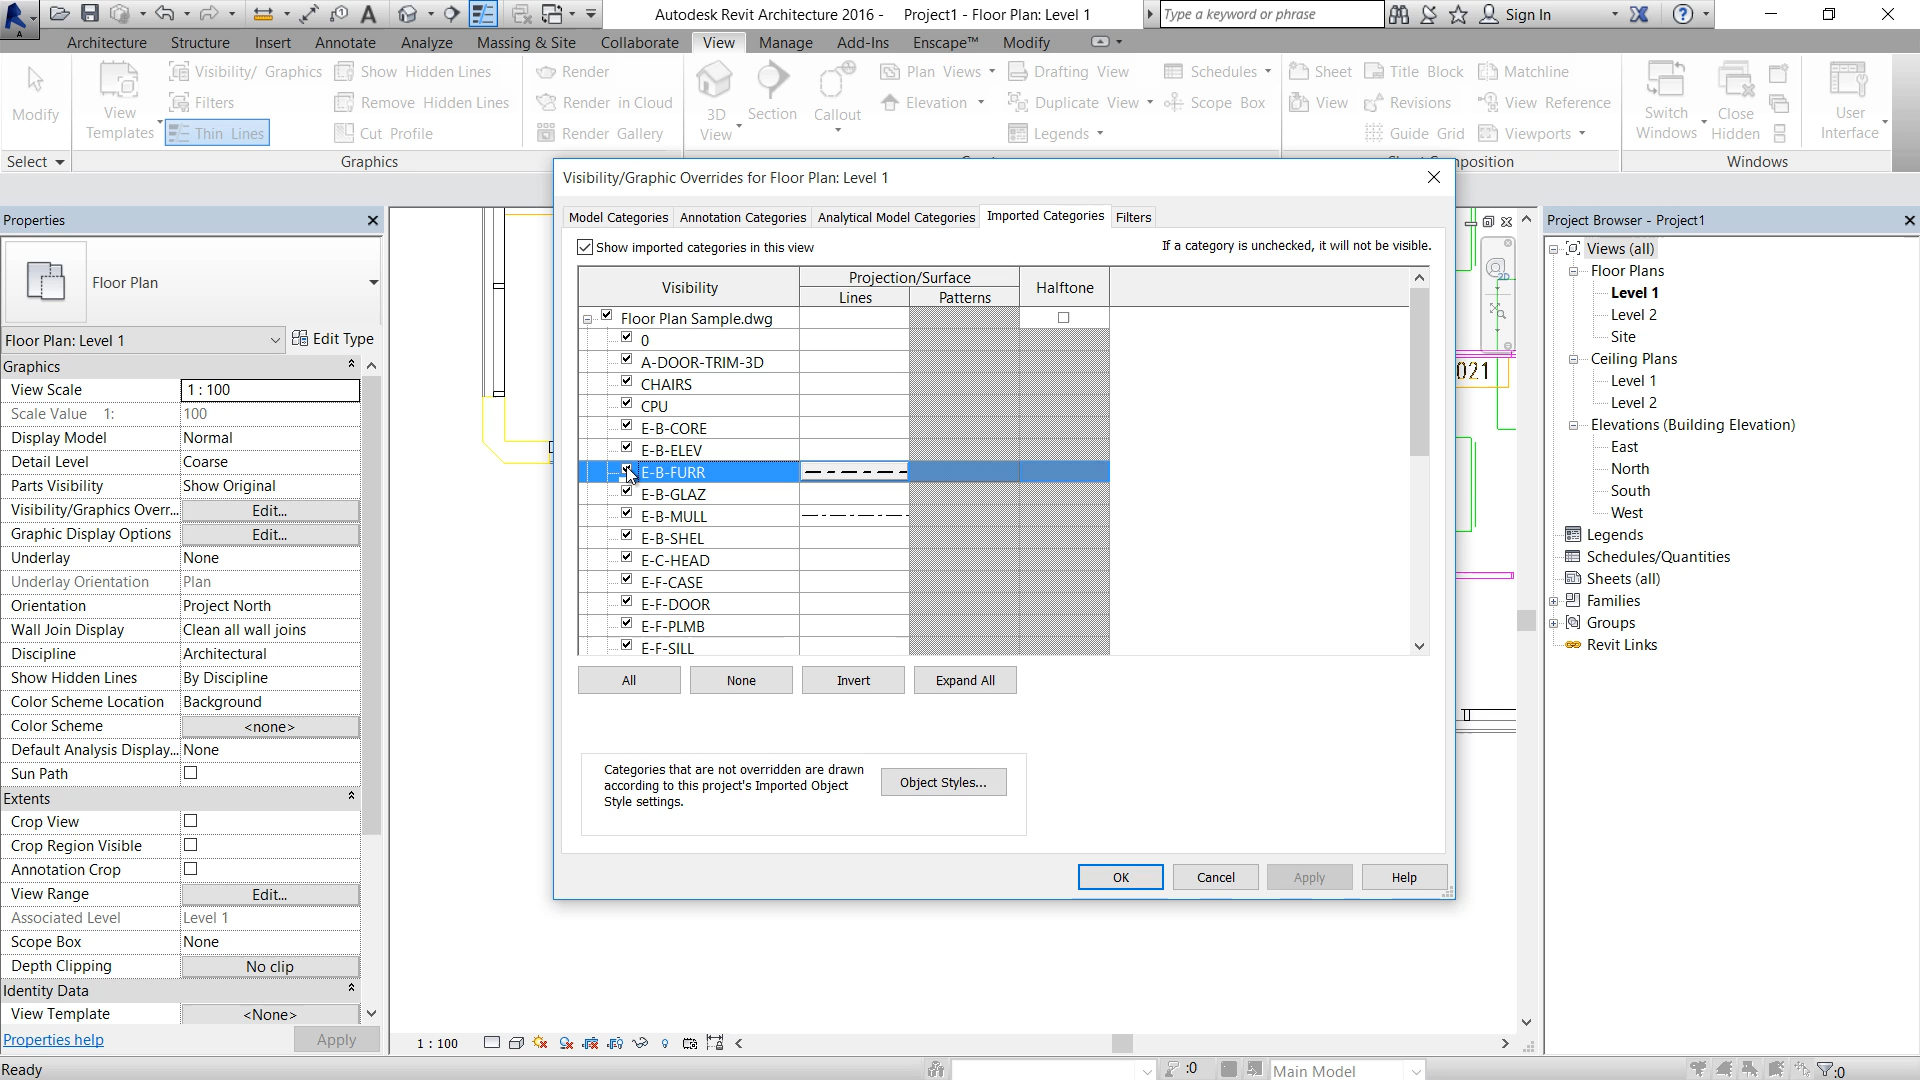 Autodesk Revit Architecture 2016 - Project1 - Floor Plan: Level 1
Type a keyword or phrase
Sign In
Architecture Structure Insert Annotate Analyze Massing & Site Collaborate View Manage Add-Ins Enscape™ Modify
Modify
View
Templates
Visibility/ Graphics
Filters
Thin Lines
Show Hidden Lines
Remove Hidden Lines
Cut Profile
Render
Render in Cloud
Render Gallery
3D
View
Section
Callout
Plan Views
Elevation
Drafting View
Duplicate View
Legends
Schedules
Scope Box
Sheet
View
Title Block
Revisions
Guide Grid
Matchline
View Reference
Viewports
Switch
Windows
Close
Hidden
User
Interface
Select
Graphics
Windows
Properties
Floor Plan
Floor Plan: Level 1
Edit Type
Graphics
View Scale 1 : 100
Scale Value 1: 100
Display Model Normal
Detail Level Coarse
Parts Visibility Show Original
Visibility/Graphics Overr... Edit...
Graphic Display Options Edit...
Underlay None
Underlay Orientation Plan
Orientation Project North
Wall Join Display Clean all wall joins
Discipline Architectural
Show Hidden Lines By Discipline
Color Scheme Location Background
Color Scheme <none>
Default Analysis Display... None
Sun Path
Extents
Crop View
Crop Region Visible
Annotation Crop
View Range Edit...
Associated Level Level 1
Scope Box None
Depth Clipping No clip
Identity Data
View Template <None>
Properties help
Apply
Visibility/Graphic Overrides for Floor Plan: Level 1
Model Categories Annotation Categories Analytical Model Categories Imported Categories Filters
Show imported categories in this view
If a category is unchecked, it will not be visible.
Visibility
Projection/Surface
Lines Patterns
Halftone
Floor Plan Sample.dwg
0
A-DOOR-TRIM-3D
CHAIRS
CPU
E-B-CORE
E-B-ELEV
E-B-FURR
E-B-GLAZ
E-B-MULL
E-B-SHEL
E-C-HEAD
E-F-CASE
E-F-DOOR
E-F-PLMB
E-F-SILL
All None Invert Expand All
Categories that are not overridden are drawn
according to this project's Imported Object
Style settings.
Object Styles...
OK Cancel Apply Help
021
2D
Project Browser - Project1
Views (all)
Floor Plans
Level 1
Level 2
Site
Ceiling Plans
Level 1
Level 2
Elevations (Building Elevation)
East
North
South
West
Legends
Schedules/Quantities
Sheets (all)
Families
Groups
Revit Links
1 : 100
Ready
:0
Main Model
:0